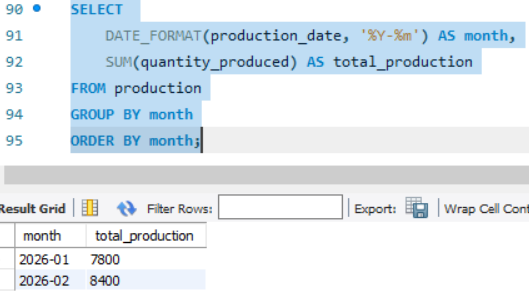 90 SELECT
91 DATE_FORMAT(production_date, '%Y-%m') AS month,
92 SUM(quantity_produced) AS total_production
93 FROM production
94 GROUP BY month
95 ORDER BY month;
Result Grid Filter Rows: Export: Wrap Cell Cont
month total_production
2026-01 7800
2026-02 8400